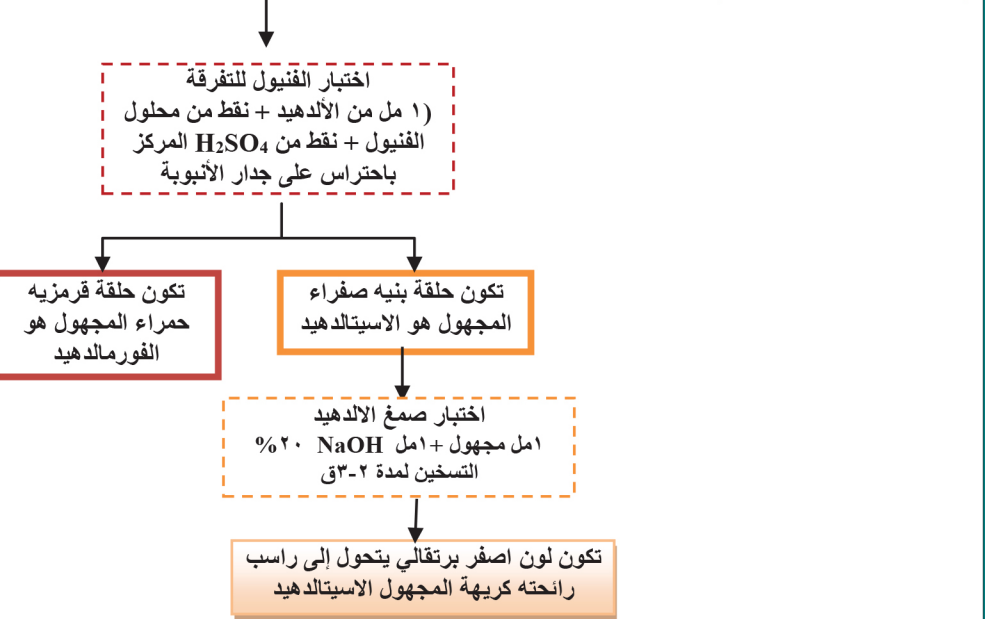 اختبار الفنيول للتفرقة
(١ مل من الألدهيد + نقط من محلول
الفنيول + نقط من H₂SO₄ المركز
باحتراس على جدار الأنبوبة
تكون حلقة بنيه صفراء
المجهول هو الاسيتالدهيد
تكون حلقة قرمزيه
حمراء المجهول هو
الفورمالدهيد
اختبار صمغ الالدهيد
١مل مجهول +١مل NaOH ٢٠%
التسخين لمدة ٢-٣ق
تكون لون اصفر برتقالي يتحول إلى راسب
رائحته كريهة المجهول الاسيتالدهيد